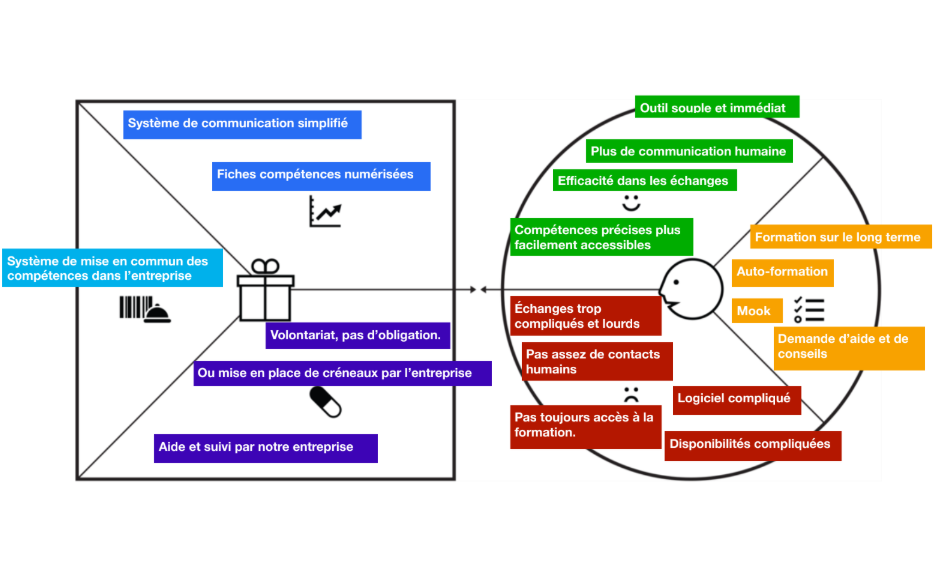 Système de communication simplifié
Fiches compétences numérisées
Système de mise en commun des
compétences dans l'entreprise
Volontariat, pas d'obligation.
Ou mise en place de créneaux par l'entreprise
Aide et suivi par notre entreprise
Outil souple et immédiat
Plus de communication humaine
Efficacité dans les échanges
Compétences précises plus
facilement accessibles
Formation sur le long terme
Auto-formation
Mook
Demande d'aide et de
conseils
Échanges trop
compliqués et lourds
Pas assez de contacts
humains
Logiciel compliqué
Pas toujours accès à la
formation.
Disponibilités compliquées